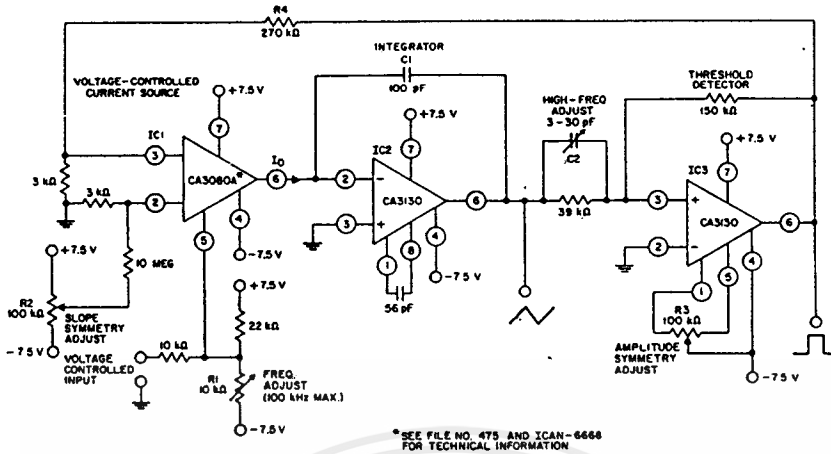 R4
270 kΩ
INTEGRATOR
C1
100 pF
VOLTAGE-CONTROLLED
CURRENT SOURCE
+7.5 V
THRESHOLD
DETECTOR
150 kΩ
HIGH-FREQ
ADJUST
3-30 pF
C2
+7.5 V
IC2
7
+7.5 V
7
IC1
3
CA3080A*
IO
6
2
-
CA3130
6
39 kΩ
IC3
7
3
+
CA3130
6
3 kΩ
3 kΩ
2
5
4
3
+
1
8
4
2
-
1
5
4
-7.5 V
-7.5 V
56 pF
+7.5 V
10 MEG
R2
100 kΩ
SLOPE
SYMMETRY
ADJUST
-7.5 V
+7.5 V
22 kΩ
R3
100 kΩ
AMPLITUDE
SYMMETRY
ADJUST
-7.5 V
VOLTAGE
CONTROLLED
INPUT
10 kΩ
R1
10 kΩ
FREQ.
ADJUST
(100 kHz MAX.)
-7.5 V
* SEE FILE NO. 475 AND ICAN-6668
FOR TECHNICAL INFORMATION